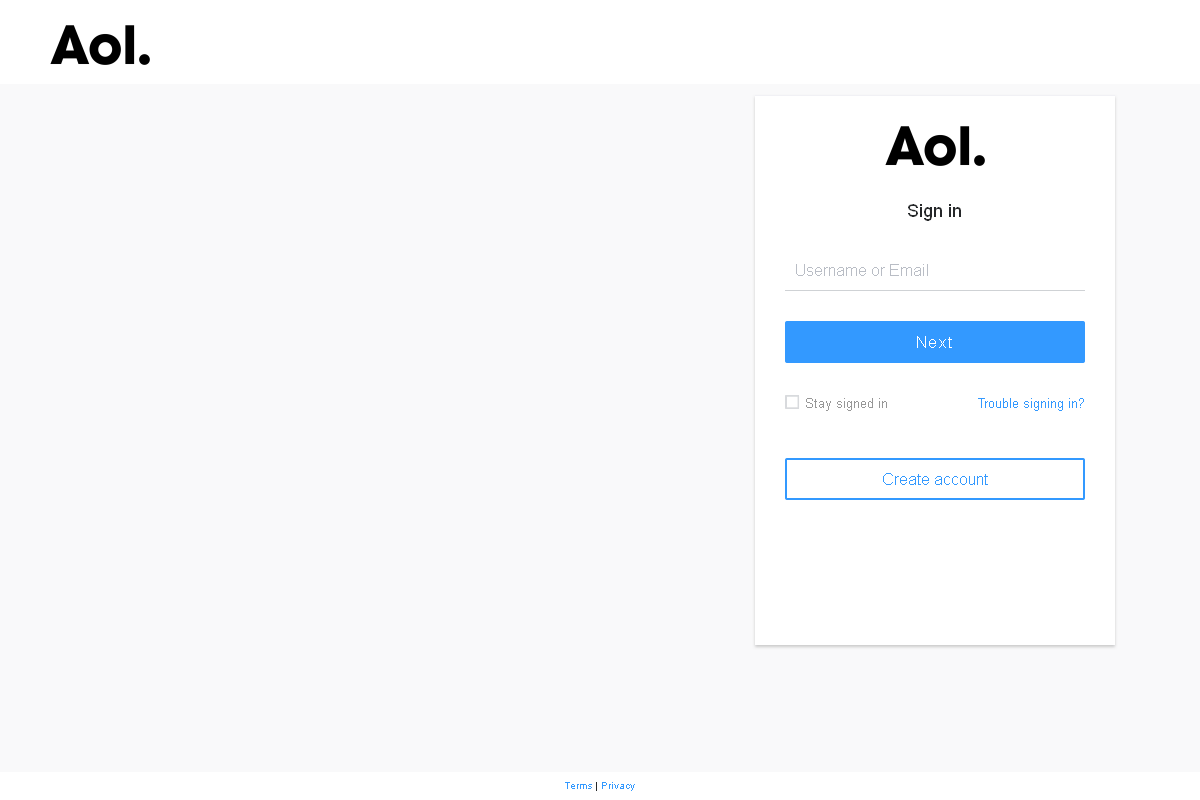 Aol.
Aol.
Sign in
Username or Email
Next
Stay signed in Trouble signing in?
Create account
Terms | Privacy